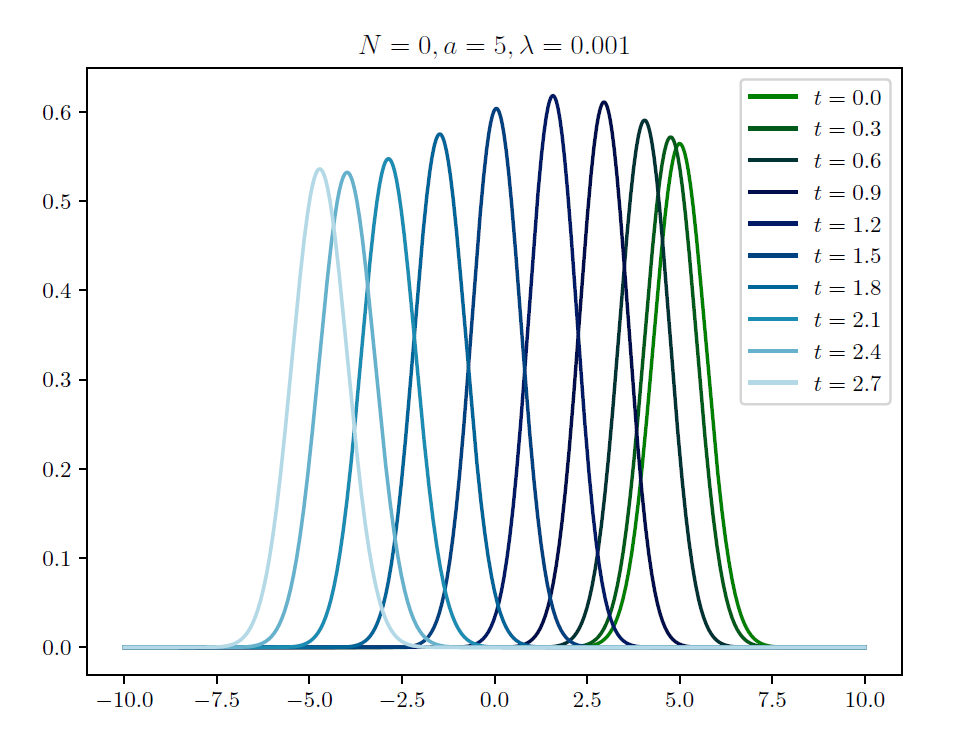 N = 0, a = 5, λ = 0.001
0.6
0.5
0.4
0.3
0.2
0.1
0.0
t = 0.0
t = 0.3
t = 0.6
t = 0.9
t = 1.2
t = 1.5
t = 1.8
t = 2.1
t = 2.4
t = 2.7
−10.0 −7.5 −5.0 −2.5 0.0 2.5 5.0 7.5 10.0